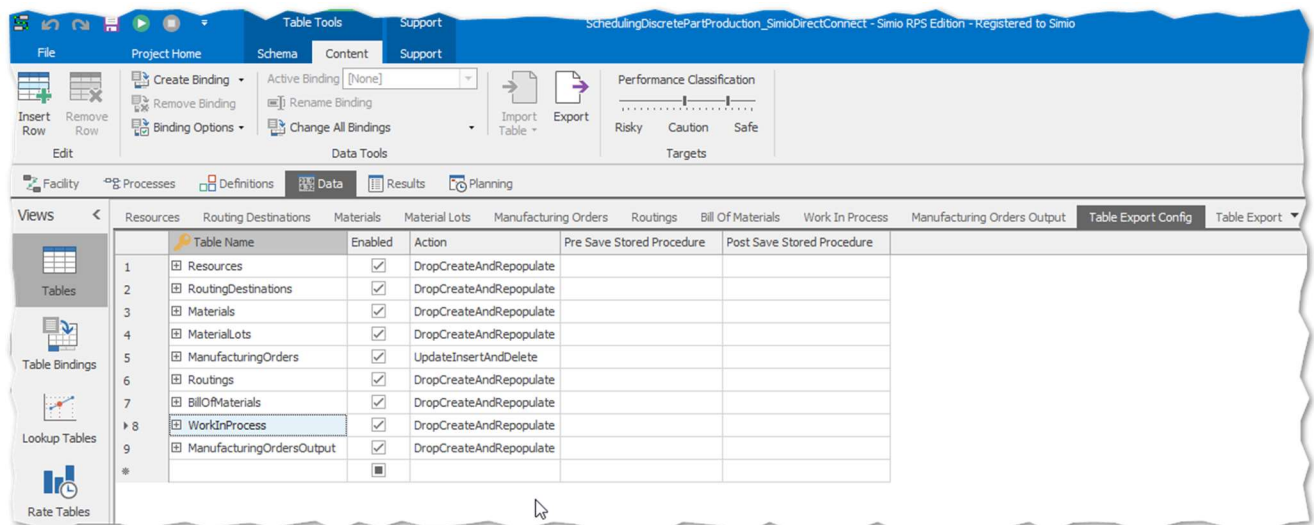 Table Tools Support SchedulingDiscretePartProduction_SimioDirectConnect - Simio RPS Edition - Registered to Simio
File Project Home Schema Content Support
Create Binding Active Binding [None] Performance Classification
Remove Binding Rename Binding
Insert Row Remove Row Binding Options Change All Bindings Import Table Export Risky Caution Safe
Edit Data Tools Targets
Facility Processes Definitions Data Results Planning
Views < Resources Routing Destinations Materials Material Lots Manufacturing Orders Routings Bill Of Materials Work In Process Manufacturing Orders Output Table Export Config Table Export
Table Name Enabled Action Pre Save Stored Procedure Post Save Stored Procedure
1 Resources DropCreateAndRepopulate
Tables 2 RoutingDestinations DropCreateAndRepopulate
3 Materials DropCreateAndRepopulate
4 MaterialLots DropCreateAndRepopulate
Table Bindings 5 ManufacturingOrders UpdateInsertAndDelete
6 Routings DropCreateAndRepopulate
7 BillOfMaterials DropCreateAndRepopulate
8 WorkInProcess DropCreateAndRepopulate
Lookup Tables 9 ManufacturingOrdersOutput DropCreateAndRepopulate
Rate Tables